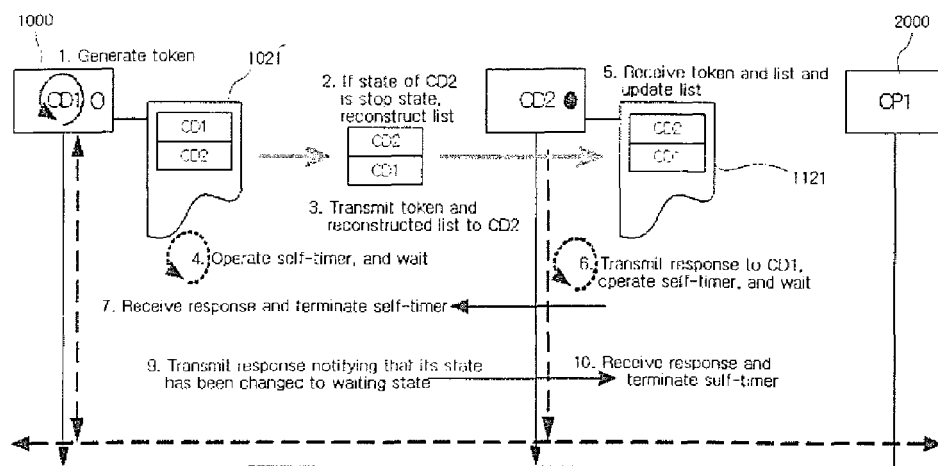 1000
1. Generate token
CD1
1021
CD1
CD2
2. If state of CD2
is stop state,
reconstruct list
CD2
CD1
3. Transmit token and
reconstructed list to CD2
4. Operate self-timer, and wait
CD2
5. Receive token and list and
update list
CD2
CD1
1121
2000
CP1
6. Transmit response to CD1,
operate self-timer, and wait
7. Receive response and terminate self-timer
9. Transmit response notifying that its state
has been changed to waiting state
10. Receive response and
terminate self-timer